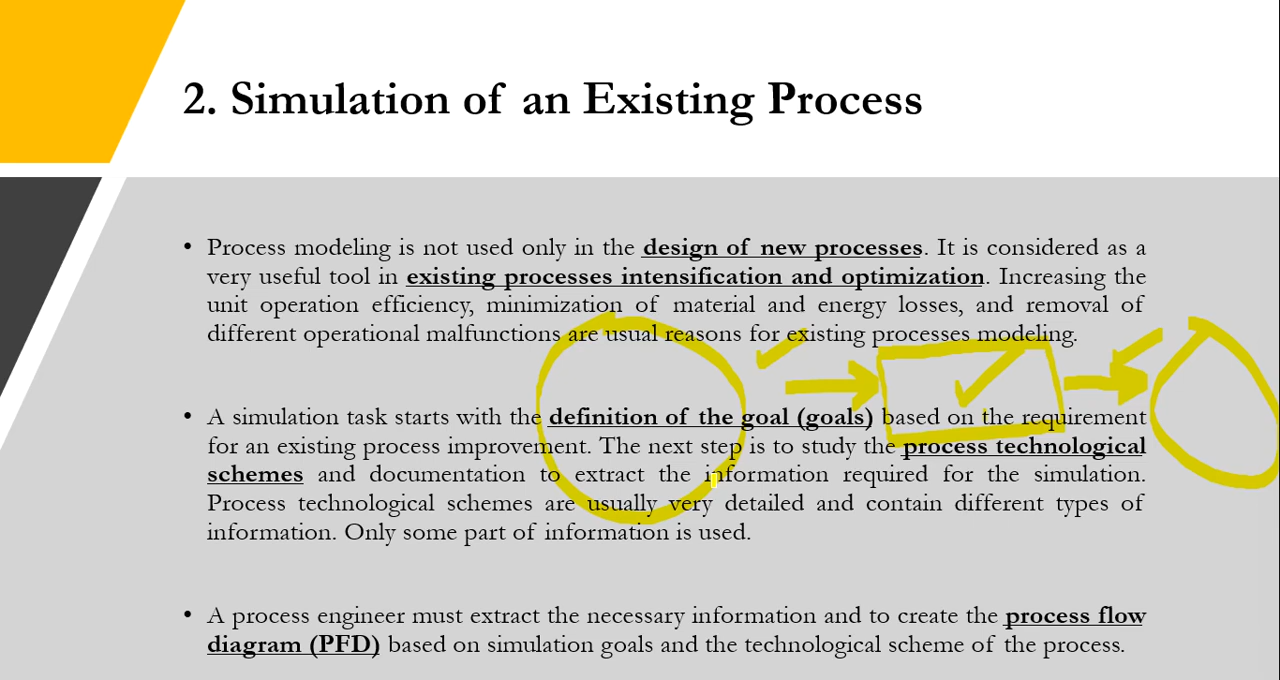 2. Simulation of an Existing Process
• Process modeling is not used only in the design of new processes. It is considered as a
very useful tool in existing processes intensification and optimization. Increasing the
unit operation efficiency, minimization of material and energy losses, and removal of
different operational malfunctions are usual reasons for existing processes modeling.
• A simulation task starts with the definition of the goal (goals) based on the requirement
for an existing process improvement. The next step is to study the process technological
schemes and documentation to extract the information required for the simulation.
Process technological schemes are usually very detailed and contain different types of
information. Only some part of information is used.
• A process engineer must extract the necessary information and to create the process flow
diagram (PFD) based on simulation goals and the technological scheme of the process.